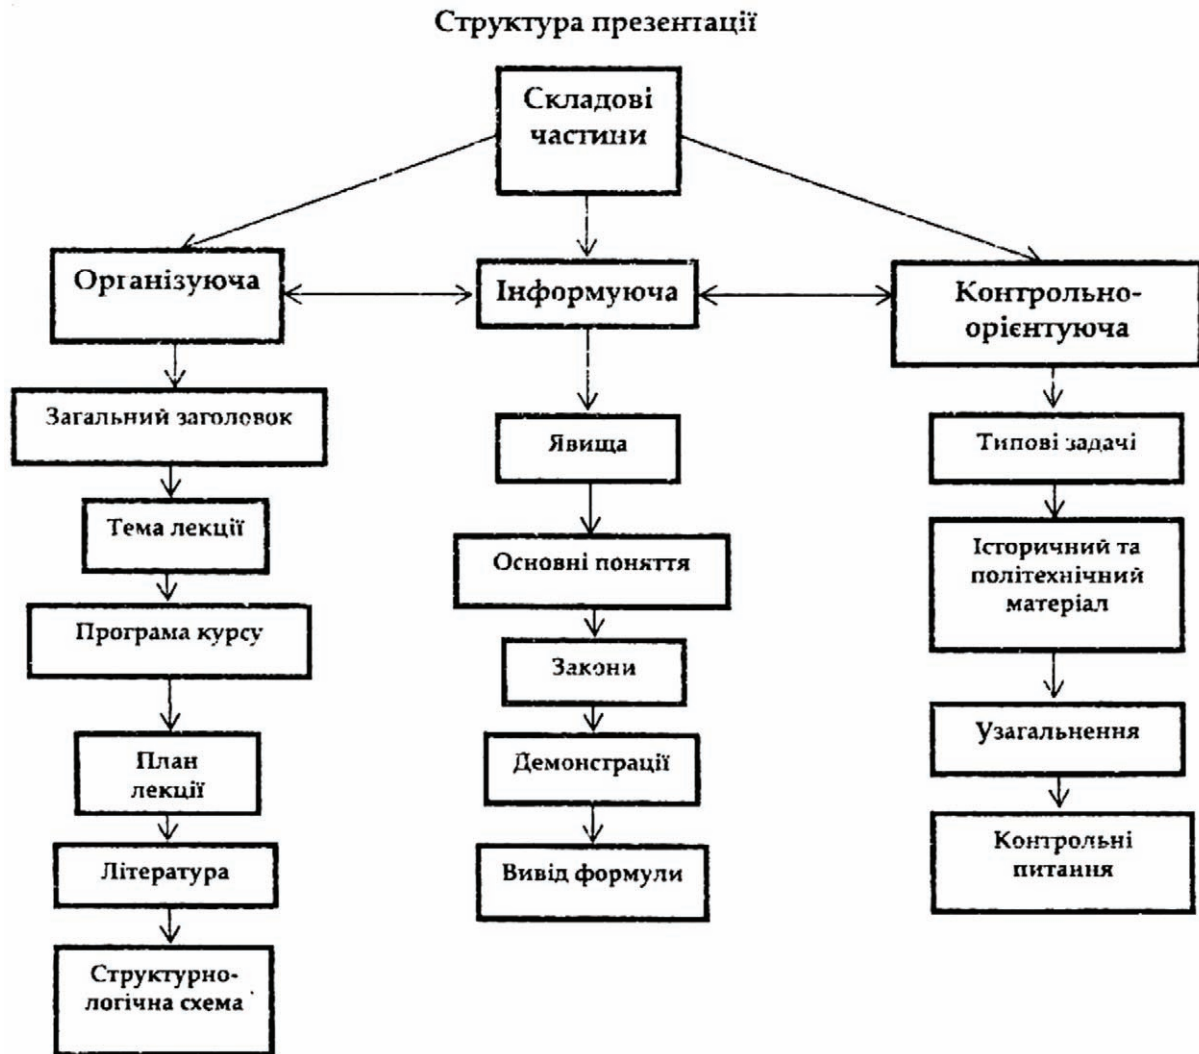 Структура презентації
Складові
частини
Організуюча
Інформуюча
Контрольно-
орієнтуюча
Загальний заголовок
Тема лекції
Програма курсу
План
лекції
Література
Структурно-
логічна схема
Явища
Основні поняття
Закони
Демонстрації
Вивід формули
Типові задачі
Історичний та
політехнічний
матеріал
Узагальнення
Контрольні
питання